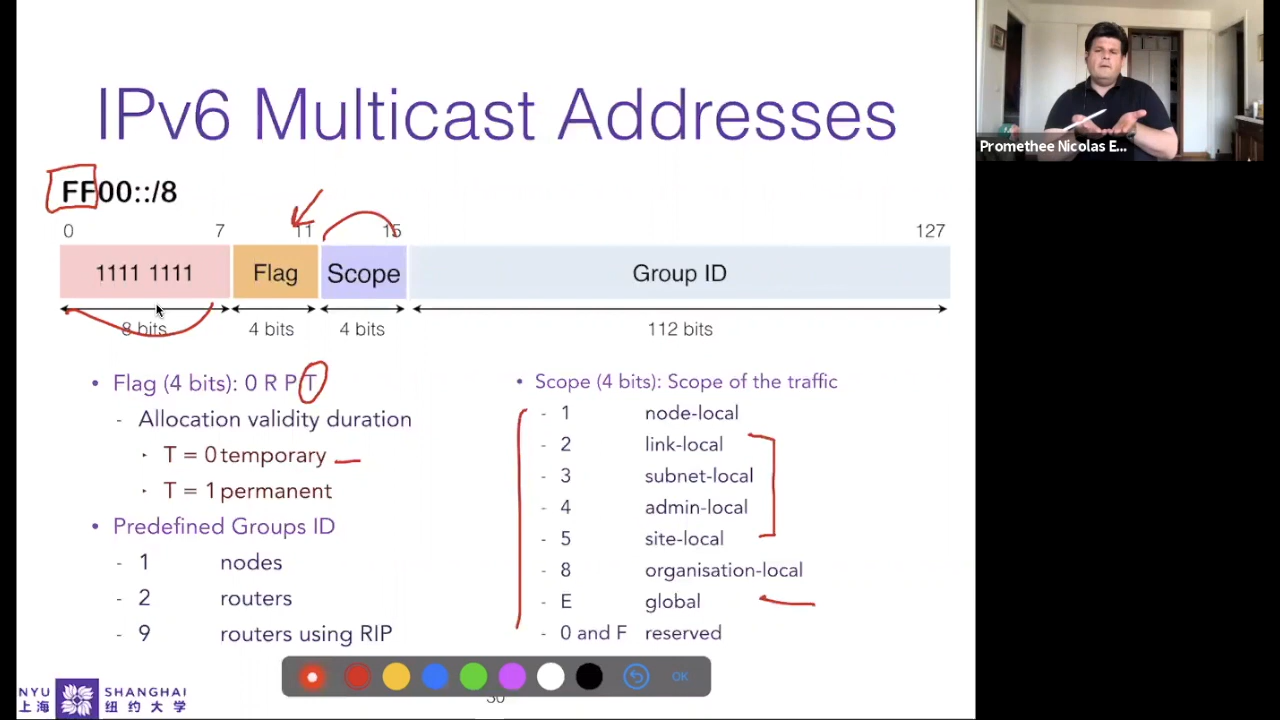 IPv6 Multicast Addresses
Promethee Nicolas E...
FF00::/8
0 7 11 15 127
1111 1111 Flag Scope Group ID
8 bits 4 bits 4 bits 112 bits
• Flag (4 bits): 0 R P T
- Allocation validity duration
‣ T = 0 temporary
‣ T = 1 permanent
• Predefined Groups ID
- 1 nodes
- 2 routers
- 9 routers using RIP
• Scope (4 bits): Scope of the traffic
- 1 node-local
- 2 link-local
- 3 subnet-local
- 4 admin-local
- 5 site-local
- 8 organisation-local
- E global
- 0 and F reserved
OK
30
NYU SHANGHAI
上海 纽约大学